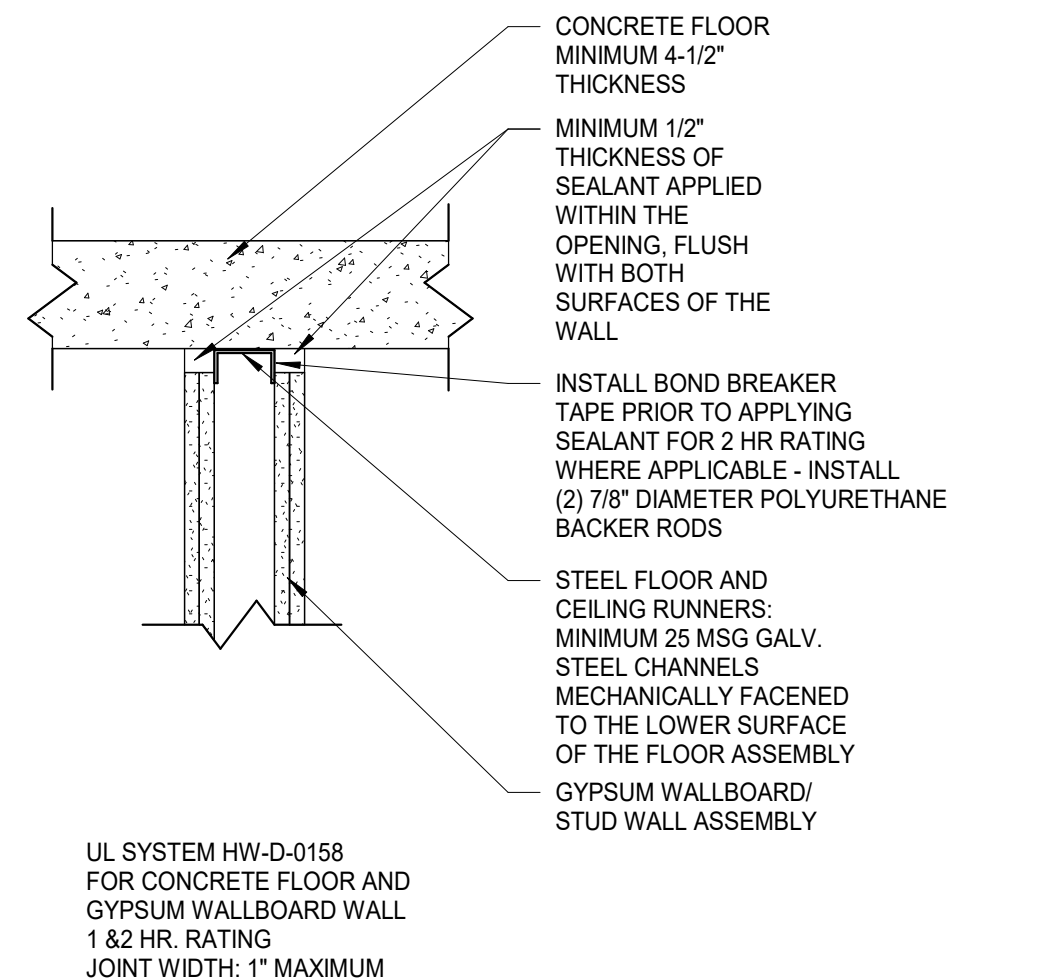 CONCRETE FLOOR
MINIMUM 4-1/2"
THICKNESS
MINIMUM 1/2"
THICKNESS OF
SEALANT APPLIED
WITHIN THE
OPENING, FLUSH
WITH BOTH
SURFACES OF THE
WALL
INSTALL BOND BREAKER
TAPE PRIOR TO APPLYING
SEALANT FOR 2 HR RATING
WHERE APPLICABLE - INSTALL
(2) 7/8" DIAMETER POLYURETHANE
BACKER RODS
STEEL FLOOR AND
CEILING RUNNERS:
MINIMUM 25 MSG GALV.
STEEL CHANNELS
MECHANICALLY FACENED
TO THE LOWER SURFACE
OF THE FLOOR ASSEMBLY
GYPSUM WALLBOARD/
STUD WALL ASSEMBLY
UL SYSTEM HW-D-0158
FOR CONCRETE FLOOR AND
GYPSUM WALLBOARD WALL
1 &2 HR. RATING
JOINT WIDTH: 1" MAXIMUM